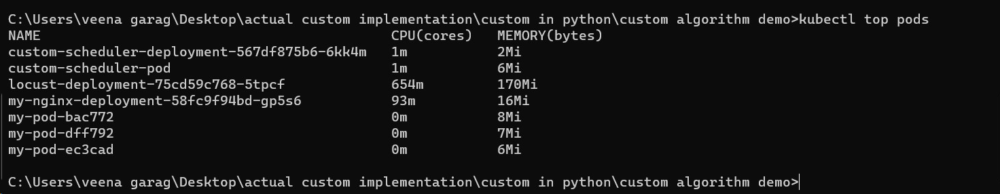 C:\Users\veena garag\Desktop\actual custom implementation\custom in python\custom algorithm demo>kubectl top pods
NAME                                           CPU(cores)   MEMORY(bytes)
custom-scheduler-deployment-567df875b6-6kk4m   1m           2Mi
custom-scheduler-pod                           1m           6Mi
locust-deployment-75cd59c768-5tpcf             654m         170Mi
my-nginx-deployment-58fc9f94bd-gp5s6           93m          16Mi
my-pod-bac772                                  0m           8Mi
my-pod-dff792                                  0m           7Mi
my-pod-ec3cad                                  0m           6Mi
C:\Users\veena garag\Desktop\actual custom implementation\custom in python\custom algorithm demo>